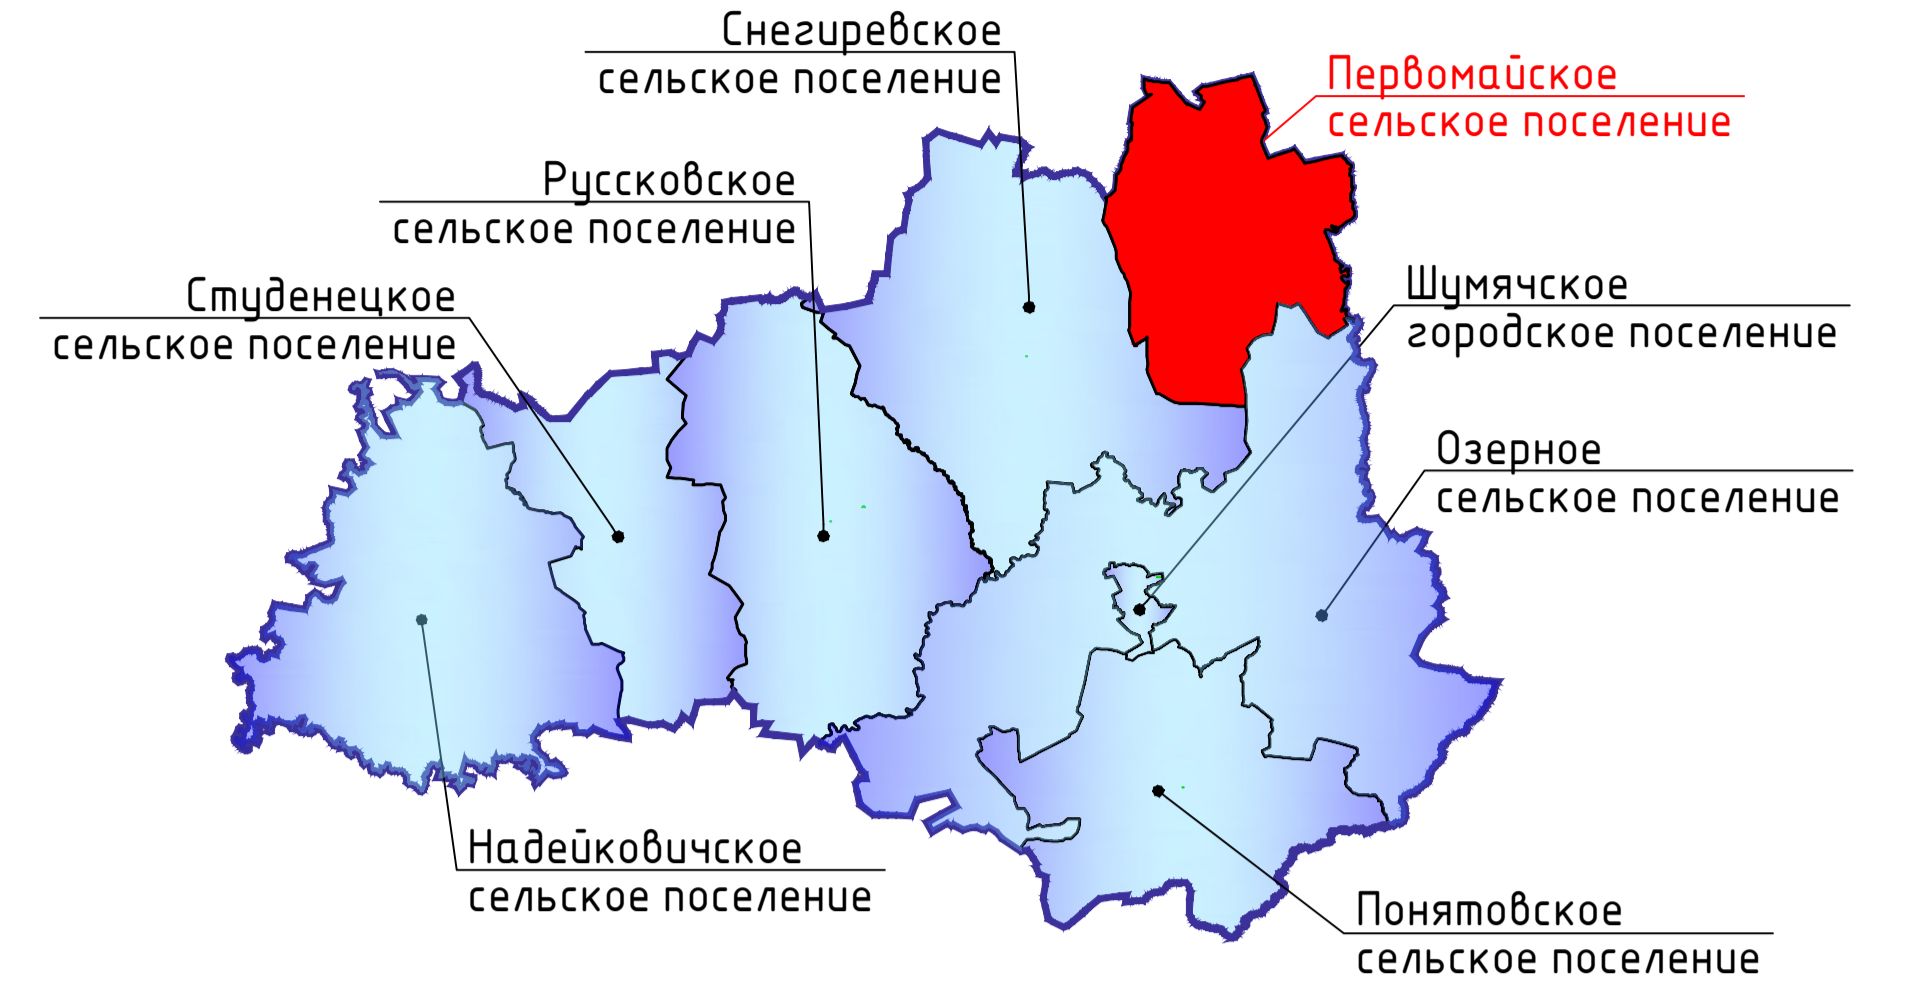 Снегиревское
сельское поселение
Первомайское
сельское поселение
Руссковское
сельское поселение
Шумячское
городское поселение
Студенецкое
сельское поселение
Озерное
сельское поселение
Надейковичское
сельское поселение
Понятовское
сельское поселение